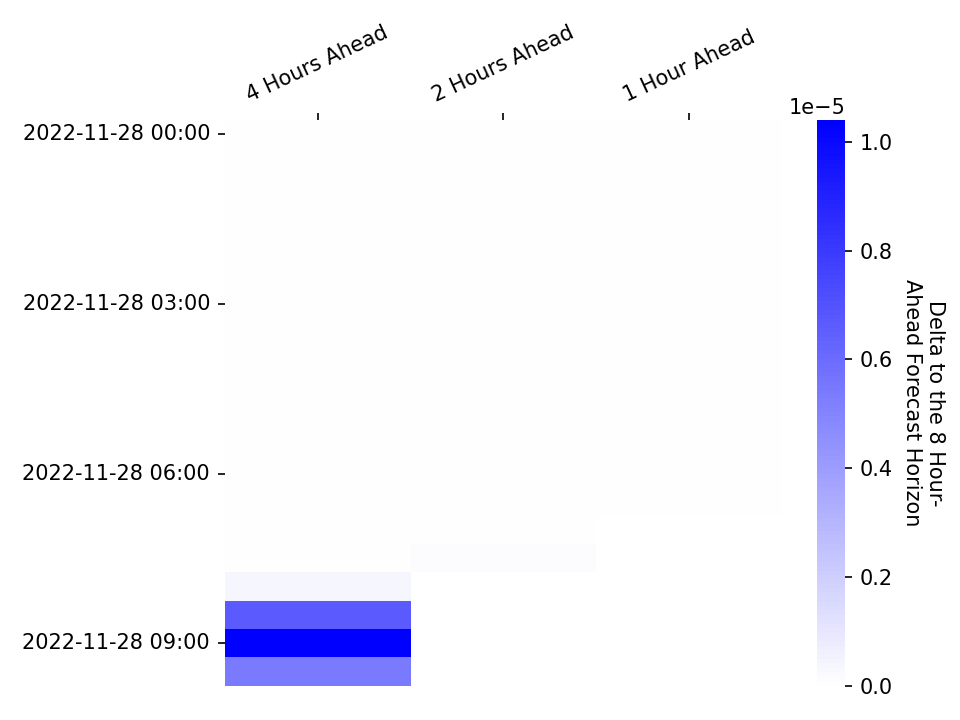 4 Hours Ahead
2 Hours Ahead
1 Hour Ahead
2022-11-28 00:00
2022-11-28 03:00
2022-11-28 06:00
2022-11-28 09:00
1e−5
1.0
0.8
0.6
0.4
0.2
0.0
Delta to the 8 Hour-
Ahead Forecast Horizon